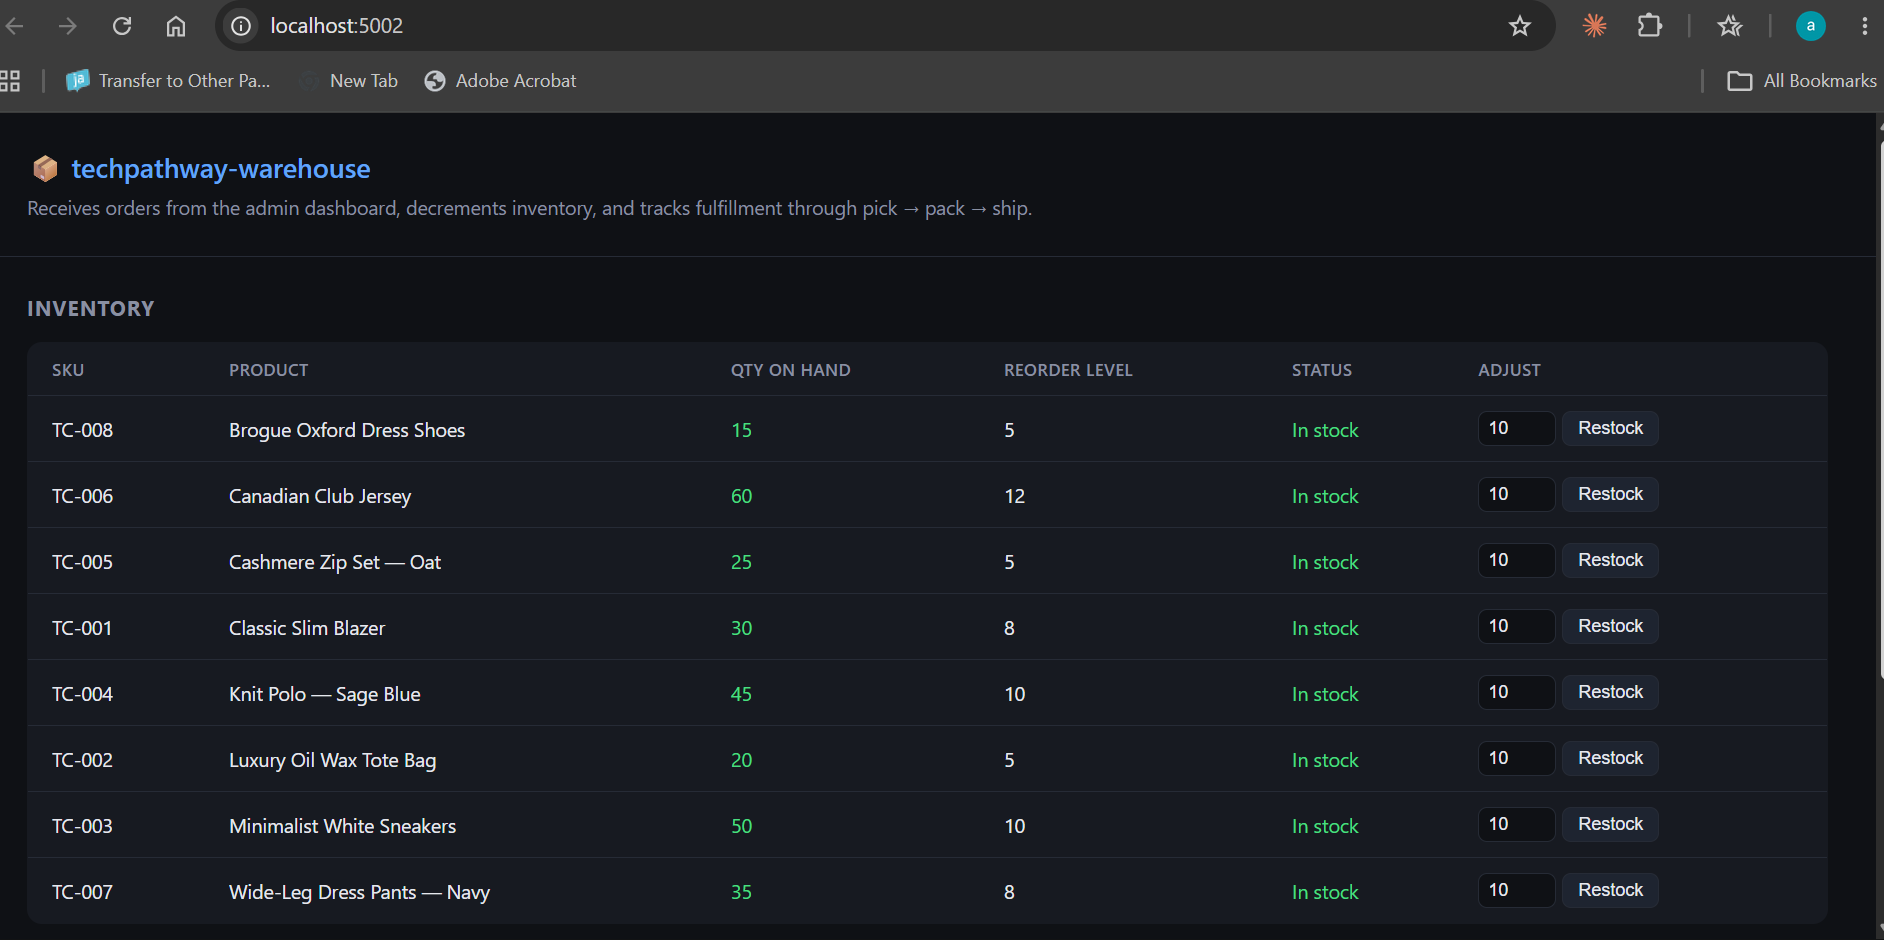 localhost:5002
a
Transfer to Other Pa...
New Tab
Adobe Acrobat
All Bookmarks
techpathway-warehouse
Receives orders from the admin dashboard, decrements inventory, and tracks fulfillment through pick → pack → ship.
INVENTORY
SKU PRODUCT QTY ON HAND REORDER LEVEL STATUS ADJUST
TC-008 Brogue Oxford Dress Shoes 15 5 In stock 10 Restock
TC-006 Canadian Club Jersey 60 12 In stock 10 Restock
TC-005 Cashmere Zip Set — Oat 25 5 In stock 10 Restock
TC-001 Classic Slim Blazer 30 8 In stock 10 Restock
TC-004 Knit Polo — Sage Blue 45 10 In stock 10 Restock
TC-002 Luxury Oil Wax Tote Bag 20 5 In stock 10 Restock
TC-003 Minimalist White Sneakers 50 10 In stock 10 Restock
TC-007 Wide-Leg Dress Pants — Navy 35 8 In stock 10 Restock